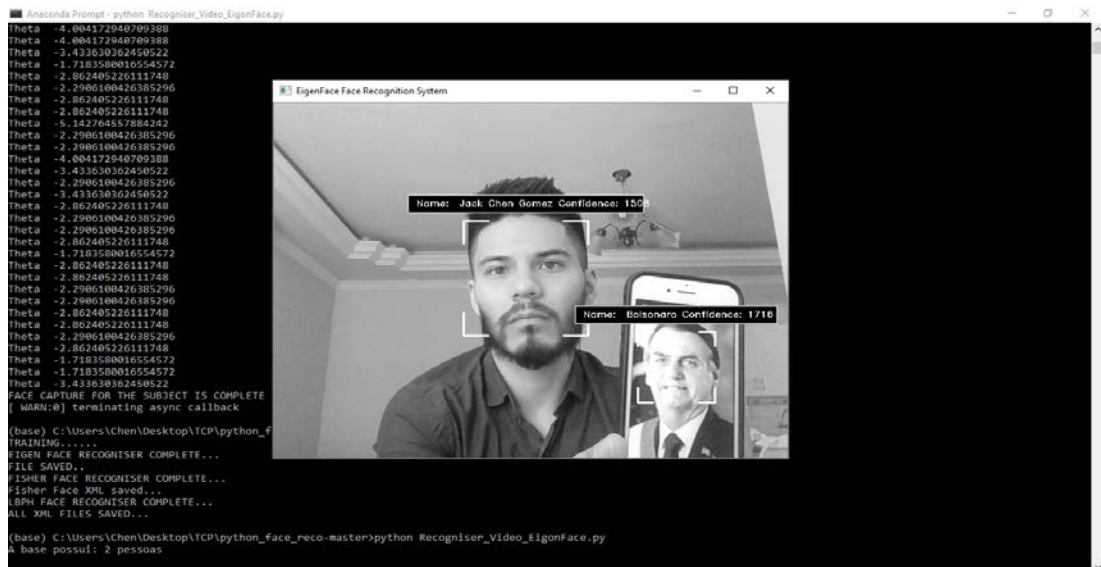 Anaconda Prompt - python Recogniser_Video_EigonFace.py
Theta -4.004172940709388
Theta -4.004172940709388
Theta -3.433630362450522
Theta -1.7183580016554572
Theta -2.862405226111748
Theta -2.2906100426385296
Theta -2.862405226111748
Theta -2.862405226111748
Theta -5.142764557884242
Theta -2.2906100426385296
Theta -2.2906100426385296
Theta -4.004172940709388
Theta -3.433630362450522
Theta -2.2906100426385296
Theta -3.433630362450522
Theta -2.862405226111748
Theta -2.2906100426385296
Theta -2.2906100426385296
Theta -2.862405226111748
Theta -1.7183580016554572
Theta -2.862405226111748
Theta -2.862405226111748
Theta -2.2906100426385296
Theta -2.2906100426385296
Theta -2.862405226111748
Theta -2.862405226111748
Theta -2.2906100426385296
Theta -2.862405226111748
Theta -1.7183580016554572
Theta -1.7183580016554572
Theta -3.433630362450522
FACE CAPTURE FOR THE SUBJECT IS COMPLETE
[ WARN:0] terminating async callback
(base) C:\Users\Chen\Desktop\TCP\python_f
TRAINING......
EIGEN FACE RECOGNISER COMPLETE...
FILE SAVED..
FISHER FACE RECOGNISER COMPLETE...
Fisher Face XML saved...
LBPH FACE RECOGNISER COMPLETE...
ALL XML FILES SAVED...
(base) C:\Users\Chen\Desktop\TCP\python_face_reco-master>python Recogniser_Video_EigonFace.py
A base possui: 2 pessoas
EigenFace Face Recognition System
Name: Jack Chen Gomez Confidence: 1508
Name: Bolsonaro Confidence: 1716